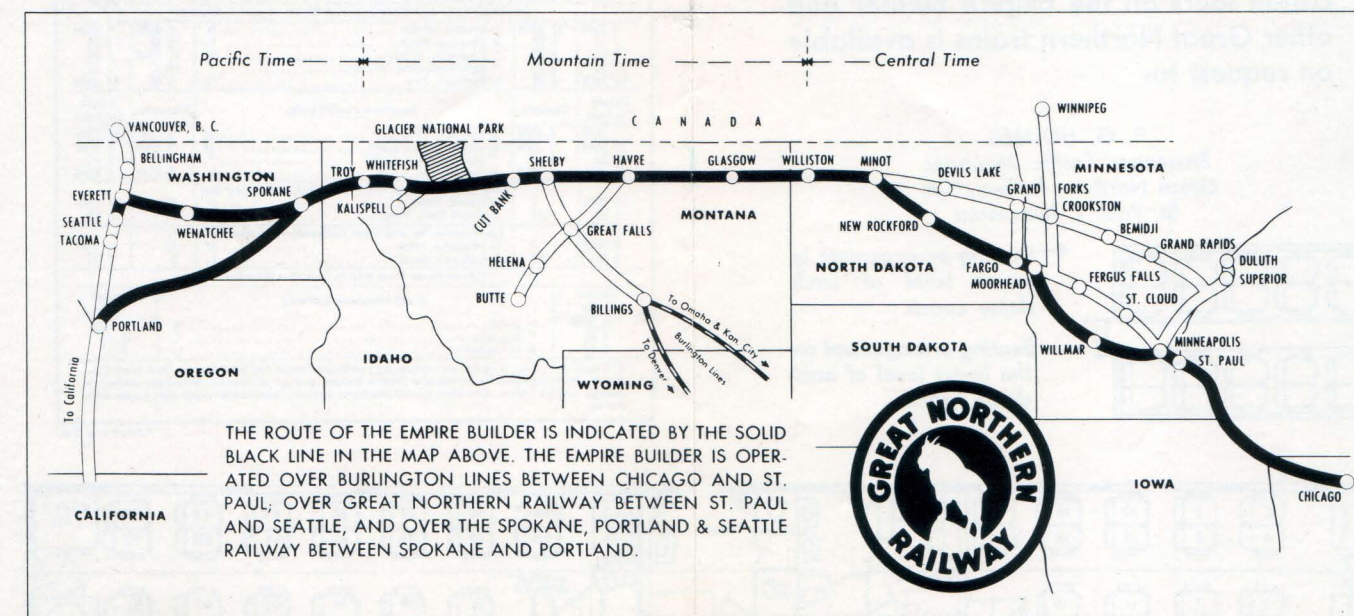 Pacific Time
Mountain Time
Central Time
CANADA
WINNIPEG
VANCOUVER, B. C.
GLACIER NATIONAL PARK
BELLINGHAM
WASHINGTON
TROY
WHITEFISH
SHELBY
HAVRE
GLASGOW
WILLISTON
MINOT
MINNESOTA
DEVILS LAKE
EVERETT
SPOKANE
KALISPELL
CUT BANK
GRAND FORKS
CROOKSTON
SEATTLE
TACOMA
WENATCHEE
MONTANA
GREAT FALLS
NEW ROCKFORD
BEMIDJI
GRAND RAPIDS
DULUTH
SUPERIOR
HELENA
BUTTE
NORTH DAKOTA
FARGO
MOORHEAD
FERGUS FALLS
ST. CLOUD
BILLINGS
To Omaha & Kan. City
Burlington Lines
To Denver
PORTLAND
IDAHO
OREGON
WYOMING
SOUTH DAKOTA
WILLMAR
MINNEAPOLIS
ST. PAUL
To California
CALIFORNIA
IOWA
CHICAGO
THE ROUTE OF THE EMPIRE BUILDER IS INDICATED BY THE SOLID
BLACK LINE IN THE MAP ABOVE. THE EMPIRE BUILDER IS OPER-
ATED OVER BURLINGTON LINES BETWEEN CHICAGO AND ST.
PAUL, OVER GREAT NORTHERN RAILWAY BETWEEN ST. PAUL
AND SEATTLE, AND OVER THE SPOKANE, PORTLAND & SEATTLE
RAILWAY BETWEEN SPOKANE AND PORTLAND.
GREAT NORTHERN
RAILWAY